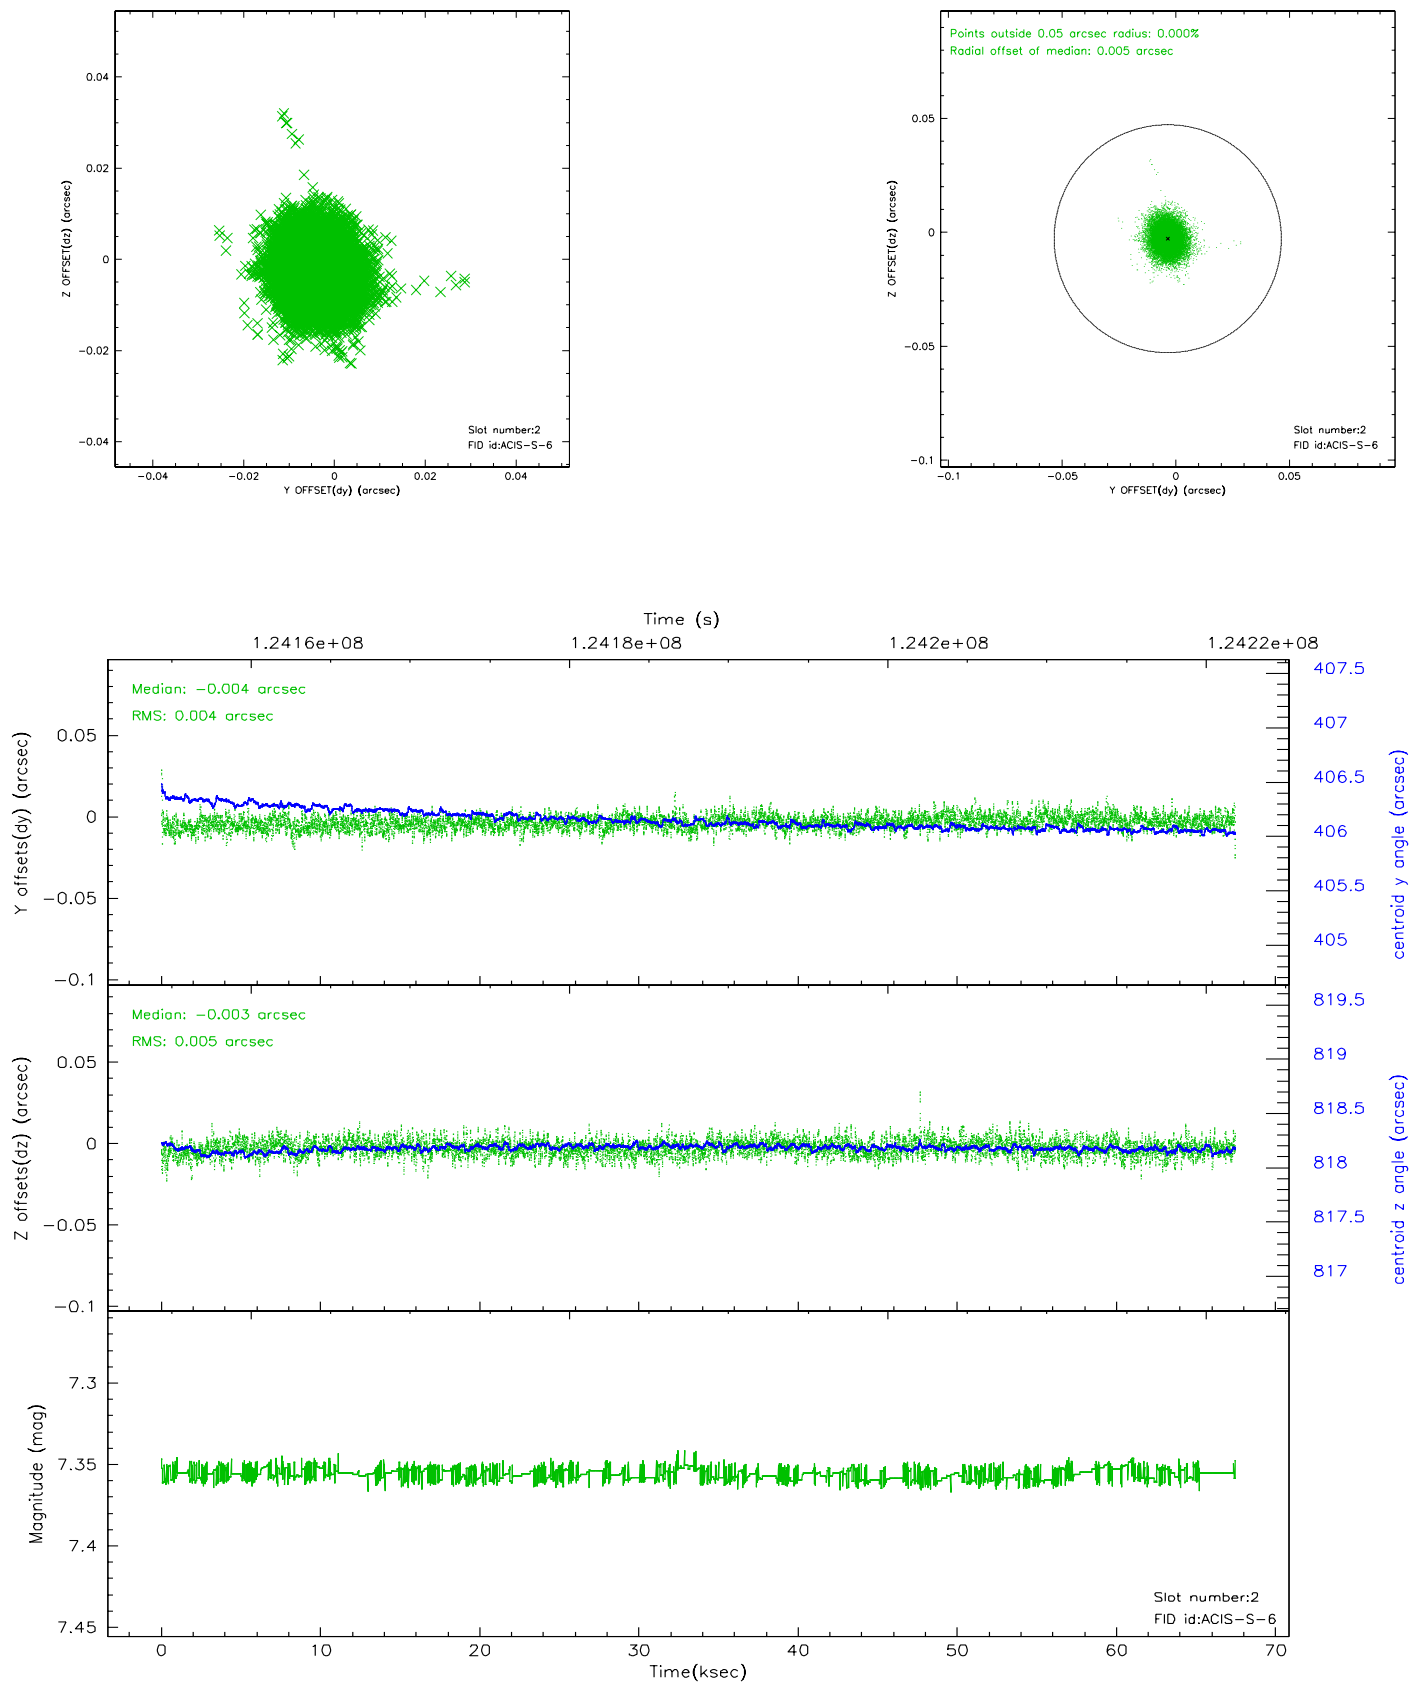 0.04
0.02
0
-0.02
-0.04
Z OFFSET(dz) (arcsec)
Slot number:2
FID id:ACIS-S-6
-0.04 -0.02 0 0.02 0.04
Y OFFSET(dy) (arcsec)
Points outside 0.05 arcsec radius: 0.000%
Radial offset of median: 0.005 arcsec
0.05
0
-0.05
-0.1
Z OFFSET(dz) (arcsec)
Slot number:2
FID id:ACIS-S-6
-0.1 -0.05 0 0.05
Y OFFSET(dy) (arcsec)
Time (s)
1.2416e+08 1.2418e+08 1.242e+08 1.2422e+08
Median: -0.004 arcsec
RMS: 0.004 arcsec
0.05
0
-0.05
-0.1
Y offsets(dy) (arcsec)
407.5
407
406.5
406
405.5
405
centroid y angle (arcsec)
Median: -0.003 arcsec
RMS: 0.005 arcsec
0.05
0
-0.05
-0.1
Z offsets(dz) (arcsec)
819.5
819
818.5
818
817.5
817
centroid z angle (arcsec)
7.3
7.35
7.4
7.45
Magnitude (mag)
Slot number:2
FID id:ACIS-S-6
0 10 20 30 40 50 60 70
Time(ksec)